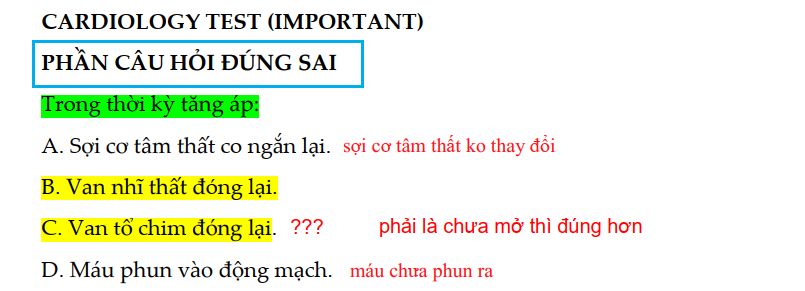 CARDIOLOGY TEST (IMPORTANT)
PHẦN CÂU HỎI ĐÚNG SAI
Trong thời kỳ tăng áp:
A. Sợi cơ tâm thất co ngắn lại. sợi cơ tâm thất ko thay đổi
B. Van nhĩ thất đóng lại.
C. Van tổ chim đóng lại. ??? phải là chưa mở thì đúng hơn
D. Máu phun vào động mạch. máu chưa phun ra